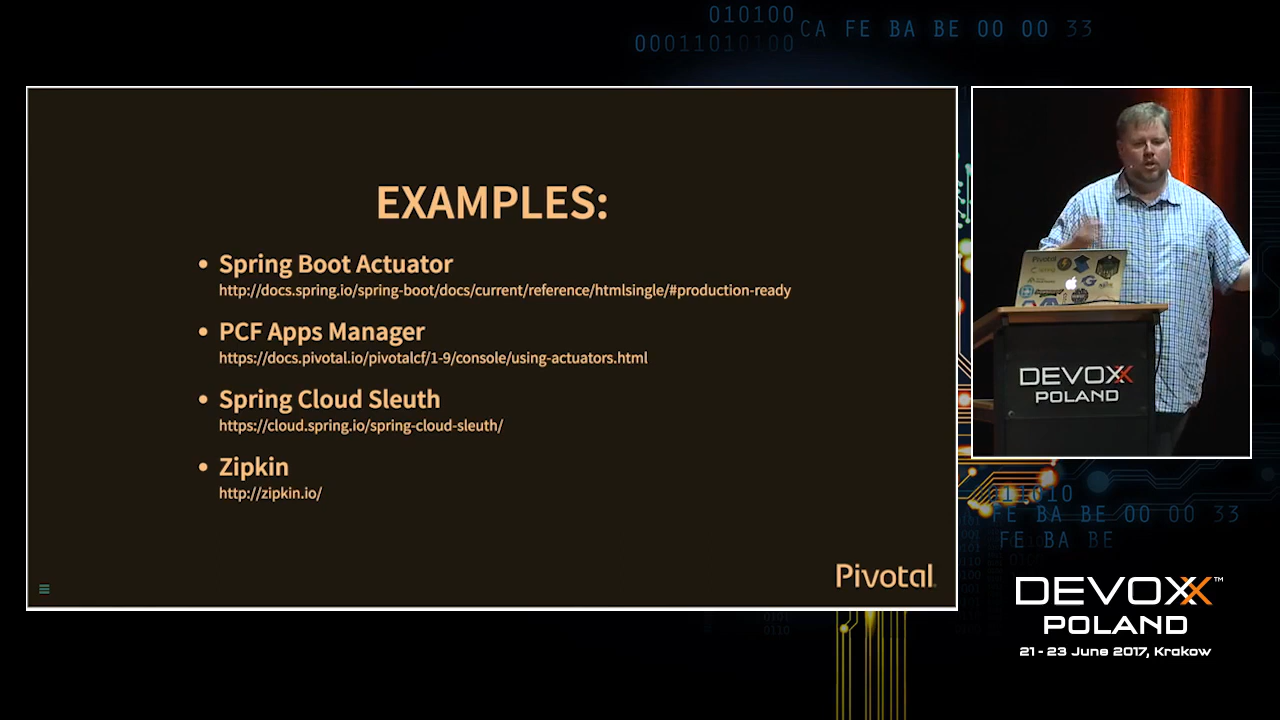 010100
00011010100
CA FE BA BE 00 00 33
EXAMPLES:
• Spring Boot Actuator
http://docs.spring.io/spring-boot/docs/current/reference/htmlsingle/#production-ready
• PCF Apps Manager
https://docs.pivotal.io/pivotalcf/1-9/console/using-actuators.html
• Spring Cloud Sleuth
https://cloud.spring.io/spring-cloud-sleuth/
• Zipkin
http://zipkin.io/
Pivotal
Pivotal
DEVOXX
POLAND
111010
FE BA BE 00 00 33
FE BA BE
DEVOXX™
POLAND
21 - 23 June 2017, Krakow